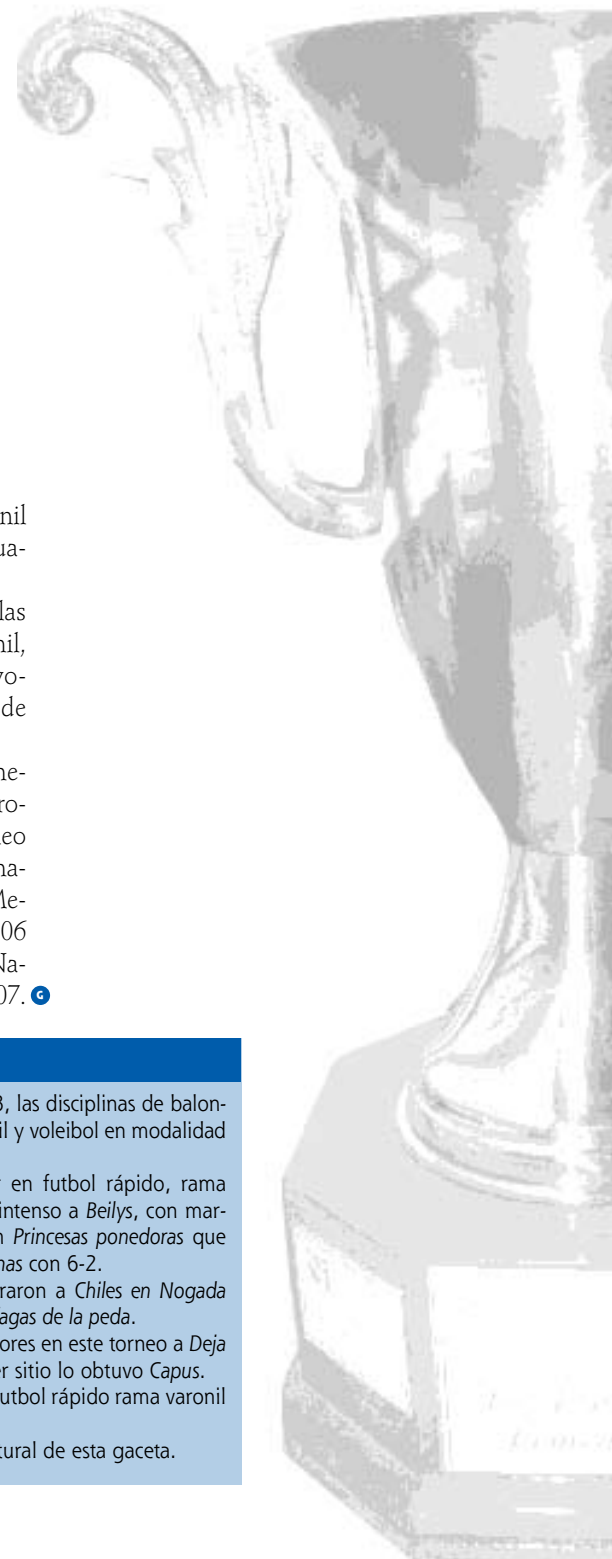 nil
ua-
las
nil,
vo-
de
ne-
ro-
eo
na-
Me-
06
Na-
07. G
3, las disciplinas de balon-
il y voleibol en modalidad
en futbol rápido, rama
intenso a Beilys, con mar-
Princesas ponedoras que
nas con 6-2.
raron a Chiles en Nogada
agas de la peda.
ores en este torneo a Deja
er sitio lo obtuvo Capus.
utbol rápido rama varonil
tural de esta gaceta.